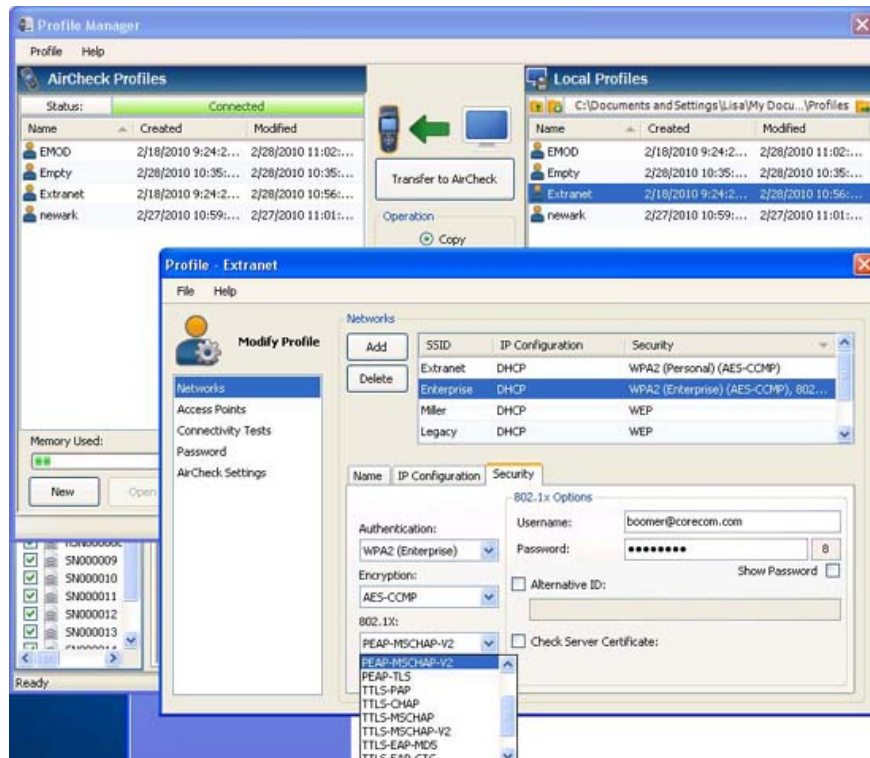 Profile Manager
Profile Help
AirCheck Profiles
Status: Connected
Name Created Modified
EMOD 2/18/2010 9:24:2... 2/28/2010 11:02:...
Empty 2/28/2010 10:35:... 2/28/2010 10:35:...
Extranet 2/18/2010 9:24:2... 2/28/2010 10:56:...
newark 2/27/2010 10:59:... 2/27/2010 11:01:...
Memory Used:
New Open
Transfer to AirCheck
Operation
Copy
Local Profiles
C:\Documents and Settings\Lisa\My Docu...\Profiles
Name Created Modified
EMOD 2/18/2010 9:24:2... 2/28/2010 11:02:...
Empty 2/28/2010 10:35:... 2/28/2010 10:35:...
Extranet 2/18/2010 9:24:2... 2/28/2010 10:56:...
newark 2/27/2010 10:59:... 2/27/2010 11:01:...
Profile - Extranet
File Help
Modify Profile
Networks
Access Points
Connectivity Tests
Password
AirCheck Settings
Networks
Add
Delete
SSID IP Configuration Security
Extranet DHCP WPA2 (Personal) (AES-CCMP)
Enterprise DHCP WPA2 (Enterprise) (AES-CCMP), 802...
Miller DHCP WEP
Legacy DHCP WEP
Name IP Configuration Security
Authentication:
WPA2 (Enterprise)
Encryption:
AES-CCMP
802.1X:
PEAP-MSCHAP-V2
PEAP-MSCHAP-V2
PEAP-TLS
TTLS-PAP
TTLS-CHAP
TTLS-MSCHAP
TTLS-MSCHAP-V2
TTLS-EAP-MD5
802.1x Options
Username: boomer@corecom.com
Password: ●●●●●●●● 8
Show Password
Alternative ID:
Check Server Certificate:
SN000009
SN000010
SN000011
SN000012
SN000013
Ready